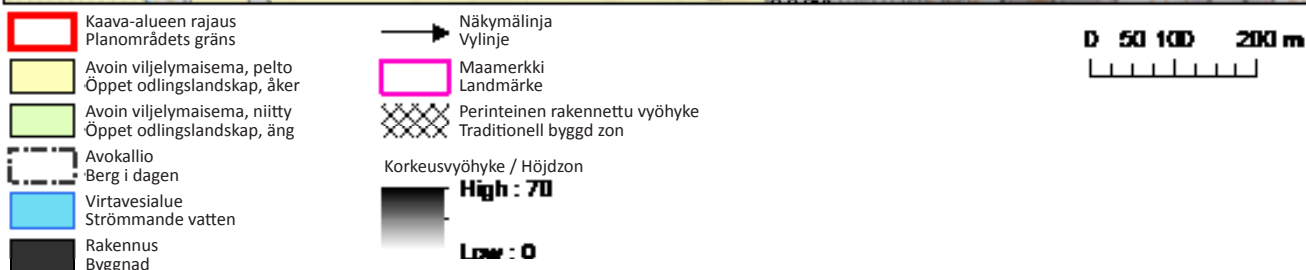 Kaava-alueen rajaus
Planområdets gräns
Avoin viljelymaisema, pelto
Öppet odlingslandskap, åker
Avoin viljelymaisema, niitty
Öppet odlingslandskap, äng
Avokallio
Berg i dagen
Virtavesialue
Strömmande vatten
Rakennus
Byggnad
Näkymälinja
Vylinje
Maamerkki
Landmärke
Perinteinen rakennettu vyöhyke
Traditionell byggd zon
Korkeusvyöhyke / Höjdzon
High : 70
Low : 0
0 50 100 200 m